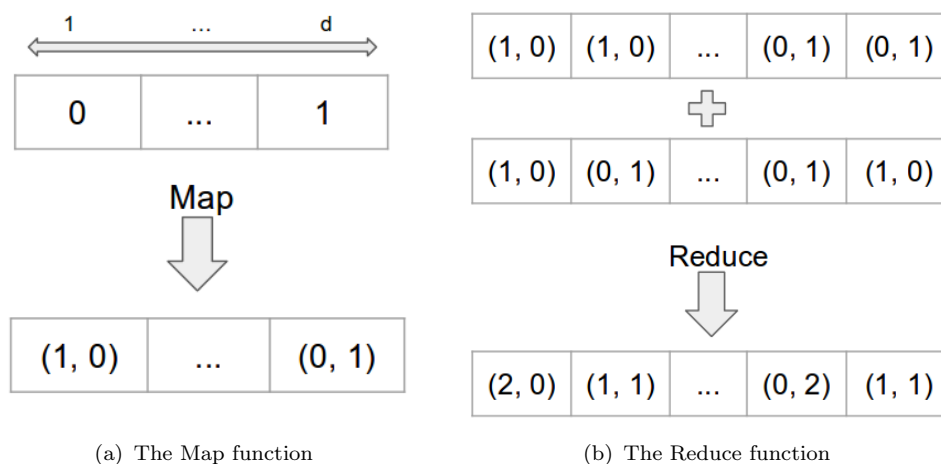 1 ... d
0 ... 1
Map
(1, 0) ... (0, 1)
(a) The Map function
(1, 0) (1, 0) ... (0, 1) (0, 1)
(1, 0) (0, 1) ... (0, 1) (1, 0)
Reduce
(2, 0) (1, 1) ... (0, 2) (1, 1)
(b) The Reduce function